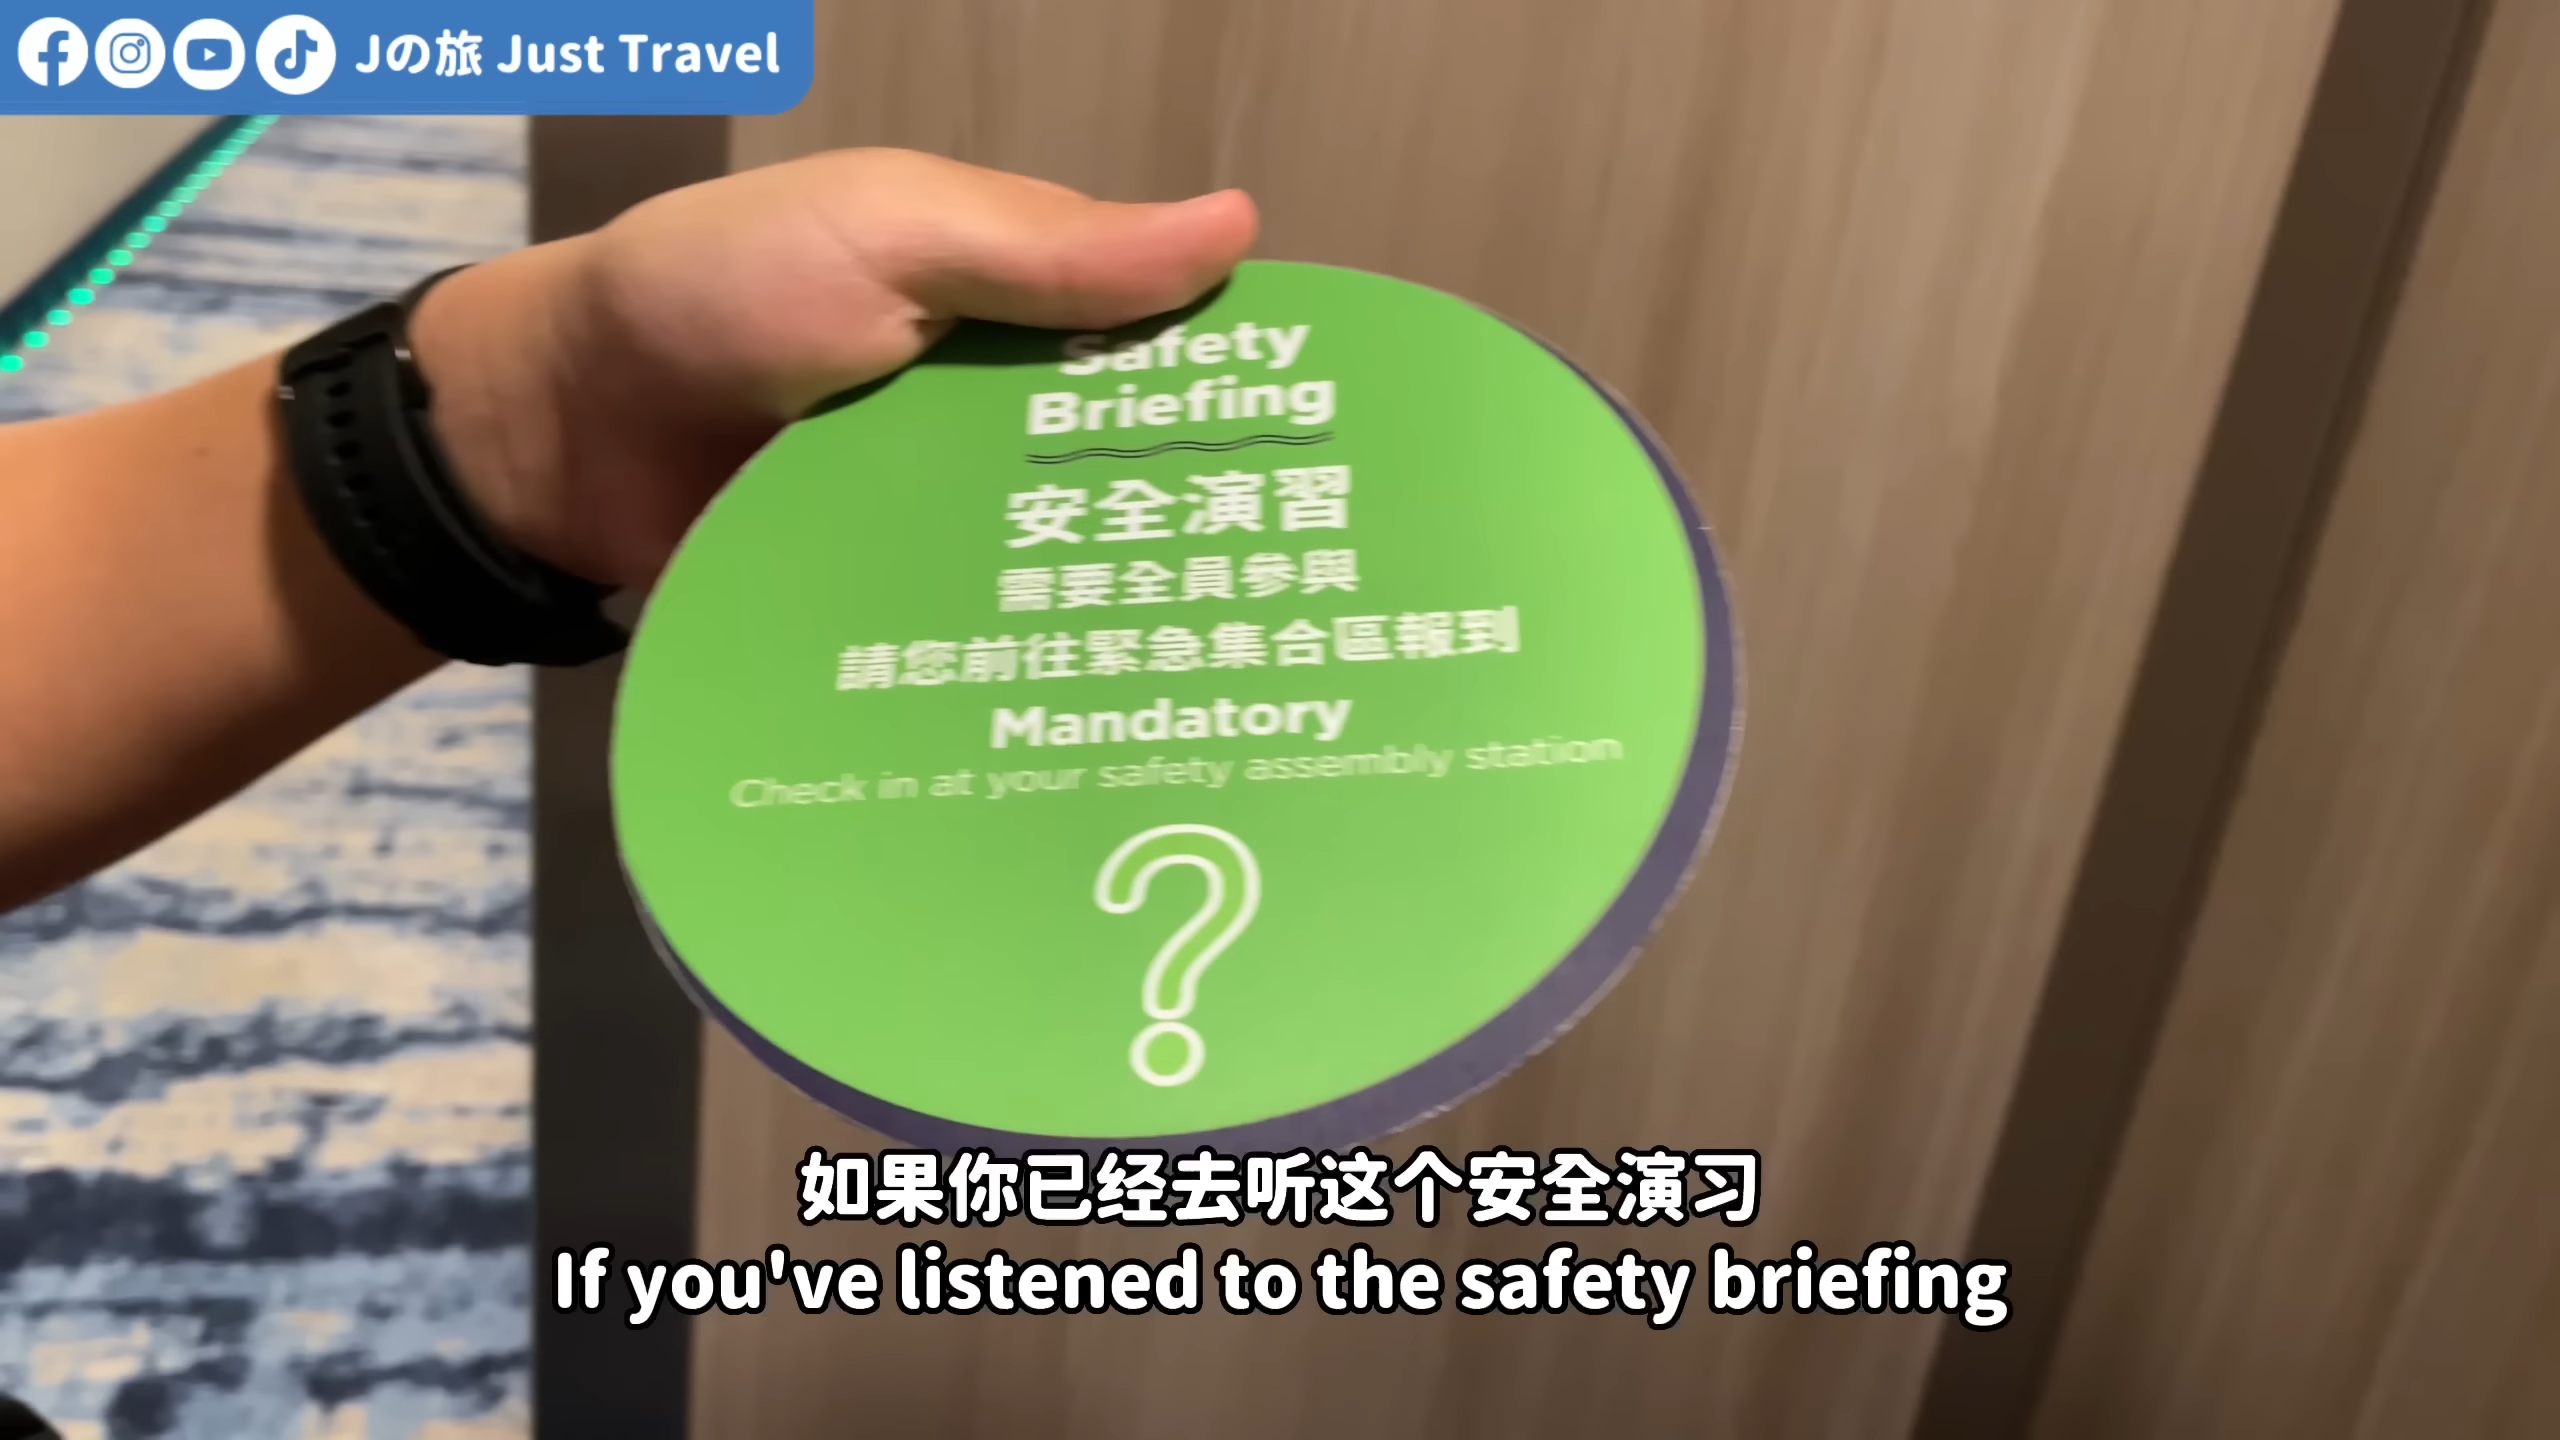 Jの旅 Just Travel
Safety
Briefing
安全演習
需要全員參與
請您前往緊急集合區報到
Mandatory
Check in at your safety assembly station
?
如果你已经去听这个安全演习
If you've listened to the safety briefing